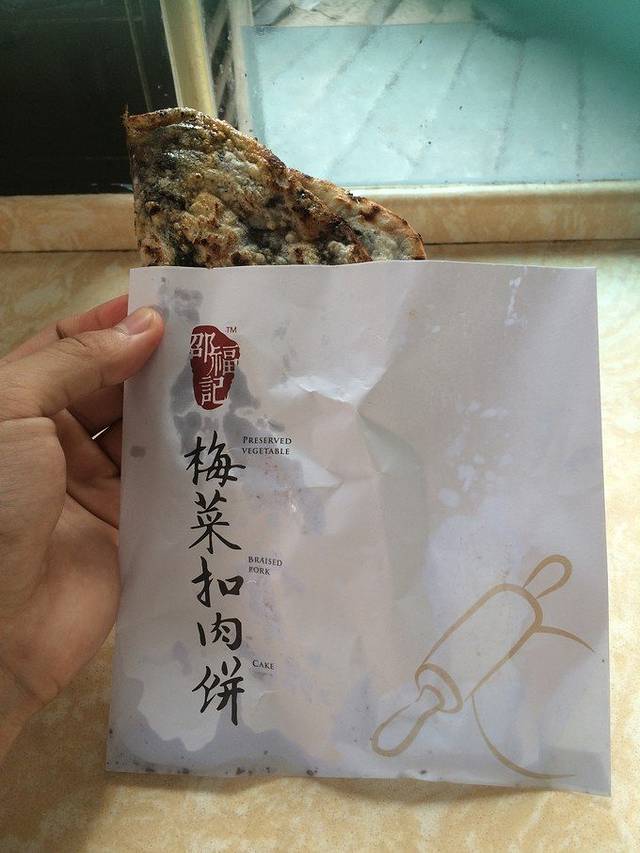 邵福記
TM
梅菜扣肉饼
PRESERVED
VEGETABLE
BRAISED
PORK
CAKE